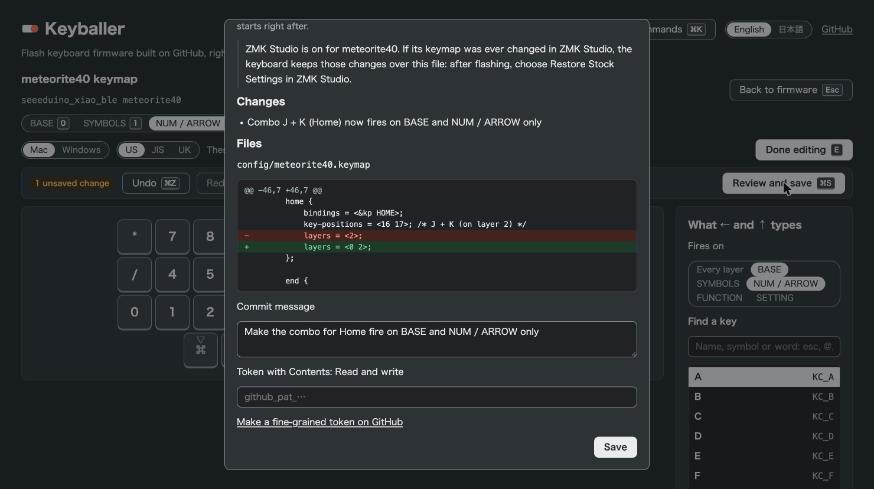 Keyballer
Flash keyboard firmware built on GitHub, righ
mmands ⌘K
English 日本語
GitHub
meteorite40 keymap
seeeduino_xiao_ble meteorite40
Back to firmware Esc
BASE 0 SYMBOLS 1 NUM / ARROW
Mac Windows US JIS UK The
Done editing E
1 unsaved change Undo ⌘Z Red
Review and save ⌘S
* 7 8
/ 4 5
0 1 2
⌘
starts right after.
ZMK Studio is on for meteorite40. If its keymap was ever changed in ZMK Studio, the
keyboard keeps those changes over this file: after flashing, choose Restore Stock
Settings in ZMK Studio.
Changes
• Combo J + K (Home) now fires on BASE and NUM / ARROW only
Files
config/meteorite40.keymap
@@ -46,7 +46,7 @@
home {
bindings = <&kp HOME>;
key-positions = <16 17>; /* J + K (on layer 2) */
- layers = <2>;
+ layers = <0 2>;
};
end {
Commit message
Make the combo for Home fire on BASE and NUM / ARROW only
Token with Contents: Read and write
github_pat_…
Make a fine-grained token on GitHub
Save
What ← and ↑ types
Fires on
Every layer BASE
SYMBOLS NUM / ARROW
FUNCTION SETTING
Find a key
Name, symbol or word: esc, @,
A KC_A
B KC_B
C KC_C
D KC_D
E KC_E
F KC_F